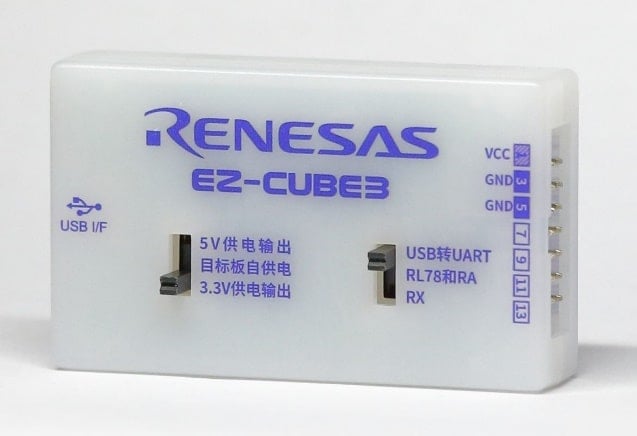 RENESAS
EZ-CUBE3
USB I/F
5V供电输出
目标板自供电
3.3V供电输出
USB转UART
RL78和RA
RX
VCC 1
GND 3
GND 5
7
9
11
13